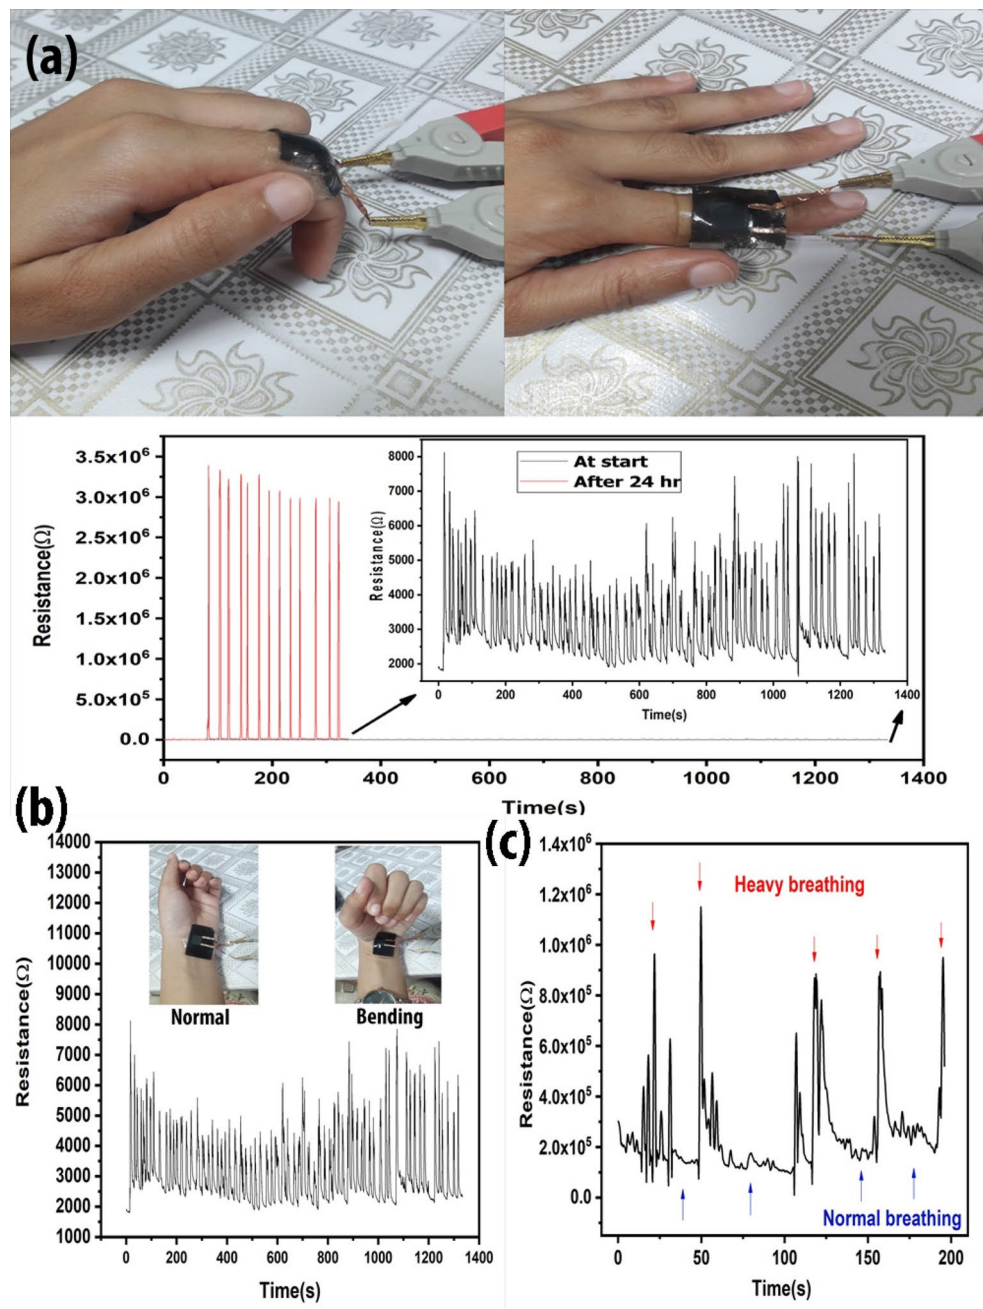 (a)
3.5x10⁶
3.0x10⁶
2.5x10⁶
2.0x10⁶
1.5x10⁶
1.0x10⁶
5.0x10⁵
0.0
Resistance(Ω)
0 200 400 600 800 1000 1200 1400
Time(s)
8000
7000
6000
5000
4000
3000
2000
Resistance(Ω)
At start
After 24 hr
0 200 400 600 800 1000 1200 1400
Time(s)
(b)
14000
13000
12000
11000
10000
9000
8000
7000
6000
5000
4000
3000
2000
1000
Resistance(Ω)
Normal
Bending
0 200 400 600 800 1000 1200 1400
Time(s)
(c)
1.4x10⁶
1.2x10⁶
1.0x10⁶
8.0x10⁵
6.0x10⁵
4.0x10⁵
2.0x10⁵
0.0
Resistance(Ω)
Heavy breathing
Normal breathing
0 50 100 150 200
Time(s)